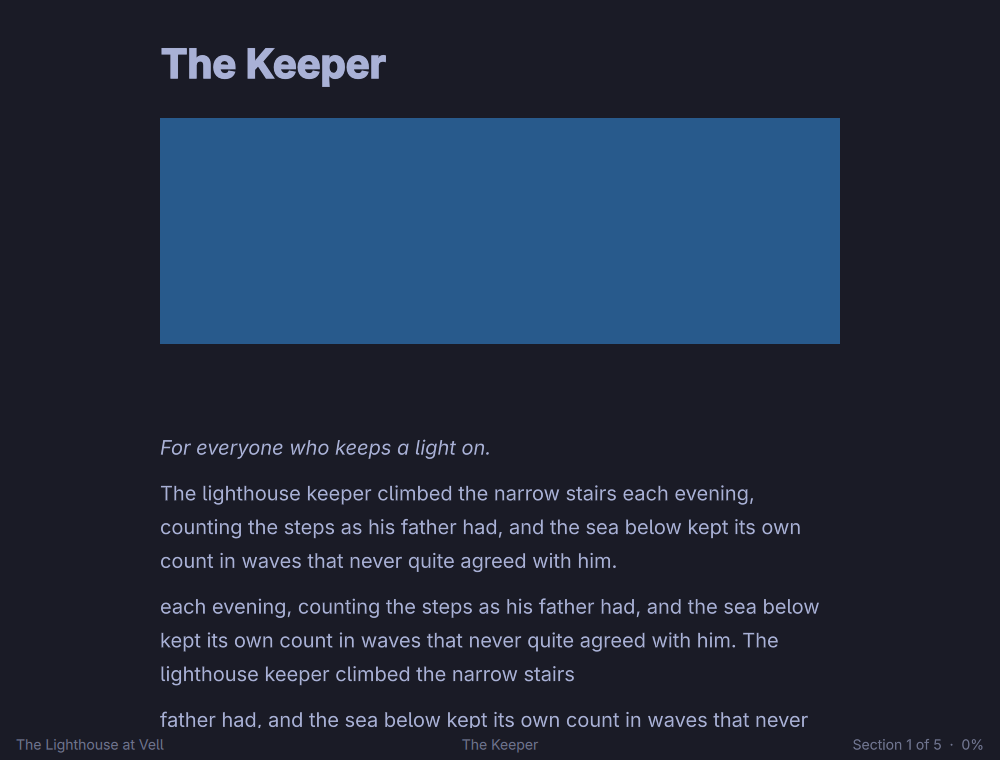 The Keeper
For everyone who keeps a light on.
The lighthouse keeper climbed the narrow stairs each evening,
counting the steps as his father had, and the sea below kept its own
count in waves that never quite agreed with him.
each evening, counting the steps as his father had, and the sea below
kept its own count in waves that never quite agreed with him. The
lighthouse keeper climbed the narrow stairs
father had, and the sea below kept its own count in waves that never
The Lighthouse at Vell
The Keeper
Section 1 of 5 · 0%